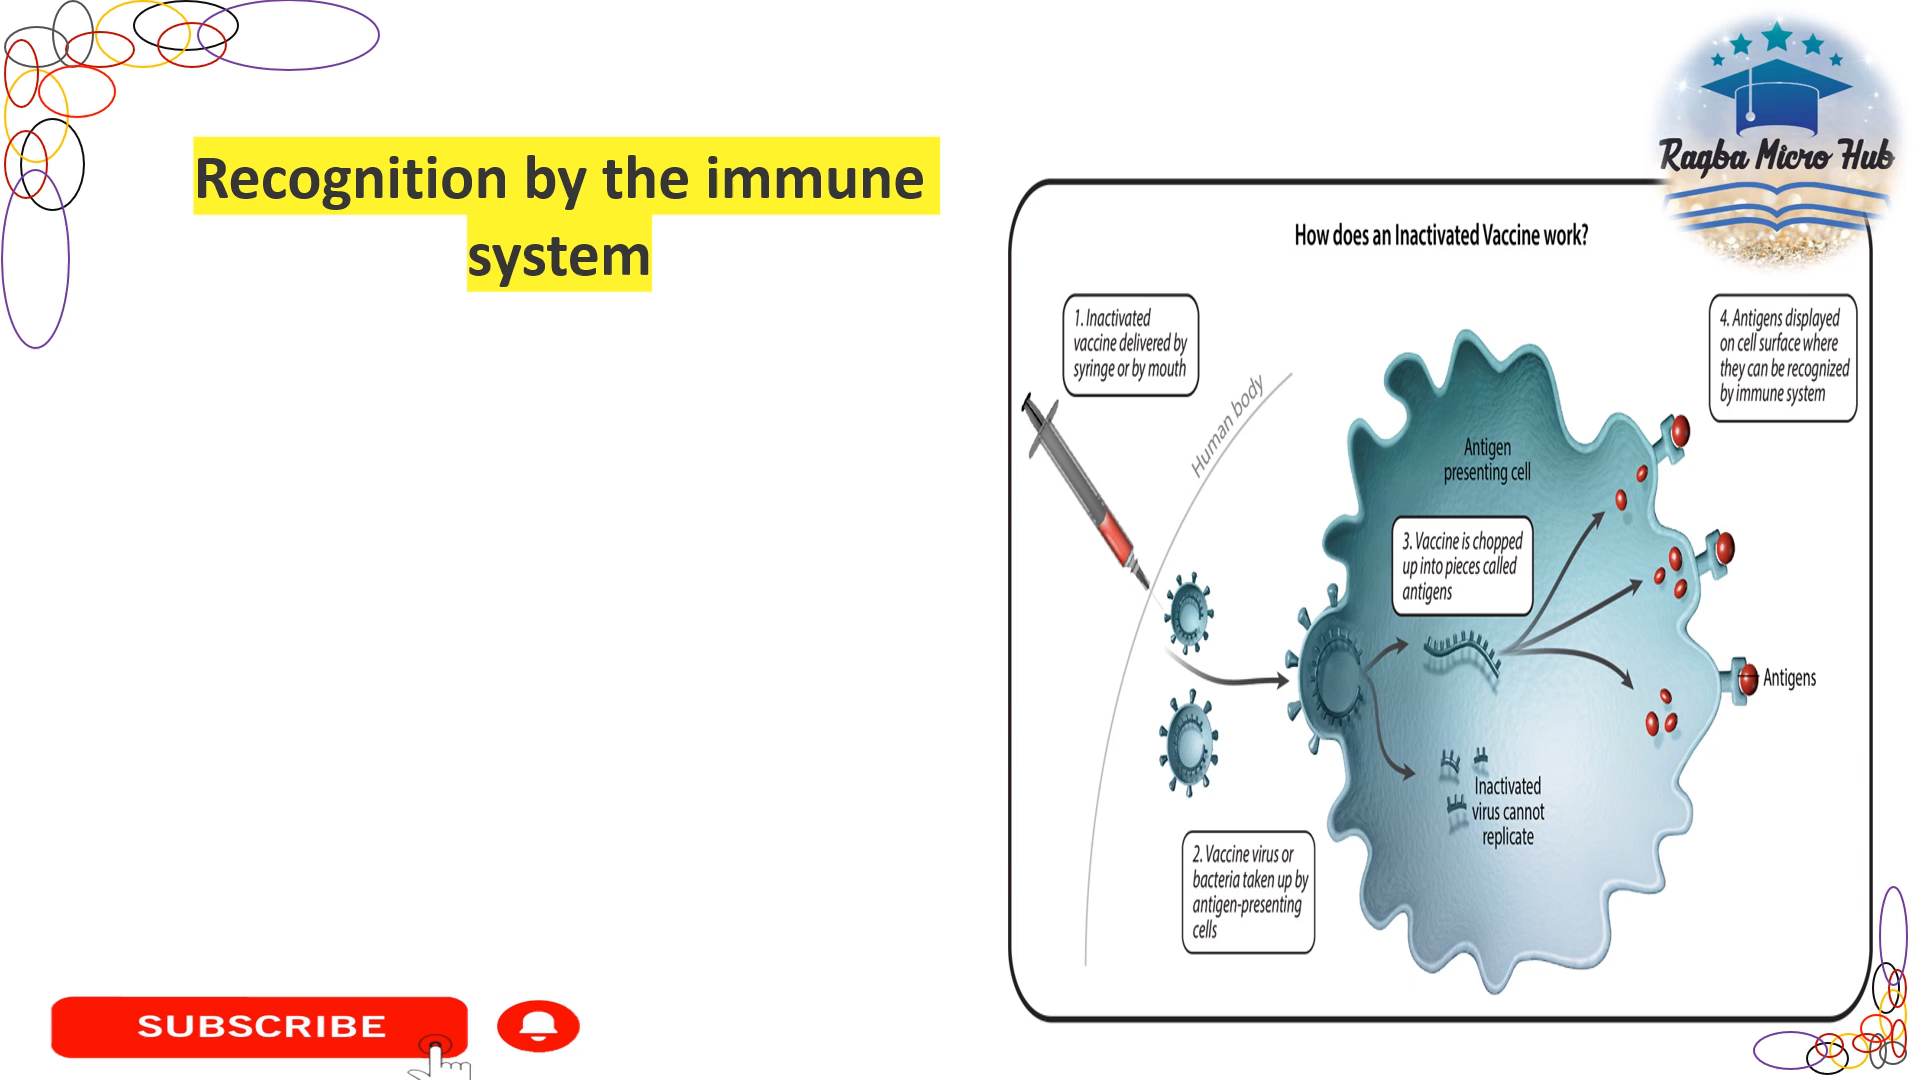 Recognition by the immune
system
Ragba Micro Hub
How does an Inactivated Vaccine work?
1. Inactivated
vaccine delivered by
syringe or by mouth
4. Antigens displayed
on cell surface where
they can be recognized
by immune system
Human body
Antigen
presenting cell
3. Vaccine is chopped
up into pieces called
antigens
Antigens
Inactivated
virus cannot
replicate
2. Vaccine virus or
bacteria taken up by
antigen-presenting
cells
SUBSCRIBE